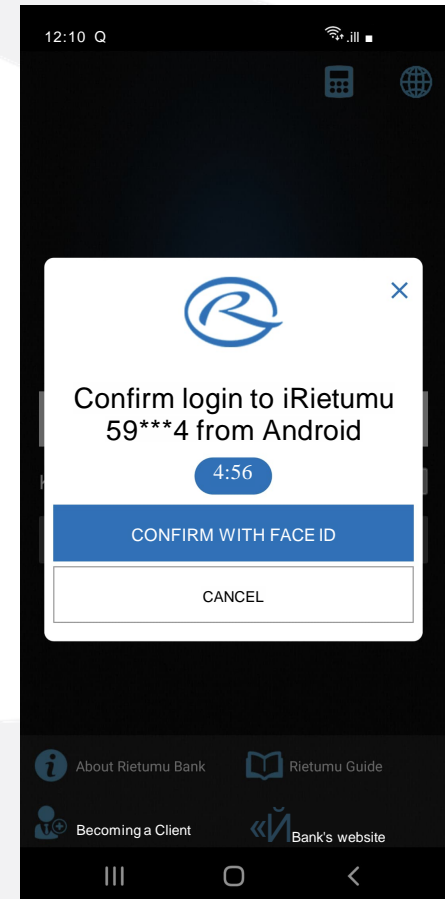 12:10 Q
.ill ■
Confirm login to iRietumu
59***4 from Android
4:56
CONFIRM WITH FACE ID
CANCEL
About Rietumu Bank
Rietumu Guide
Becoming a Client
«Й Bank's website